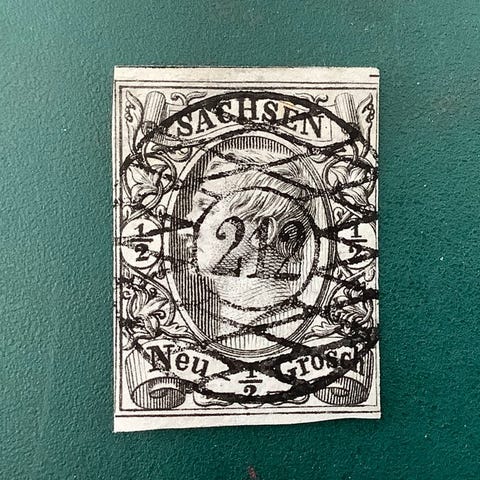 SACHSEN
½ 212 ½
Neu ½ Grosch